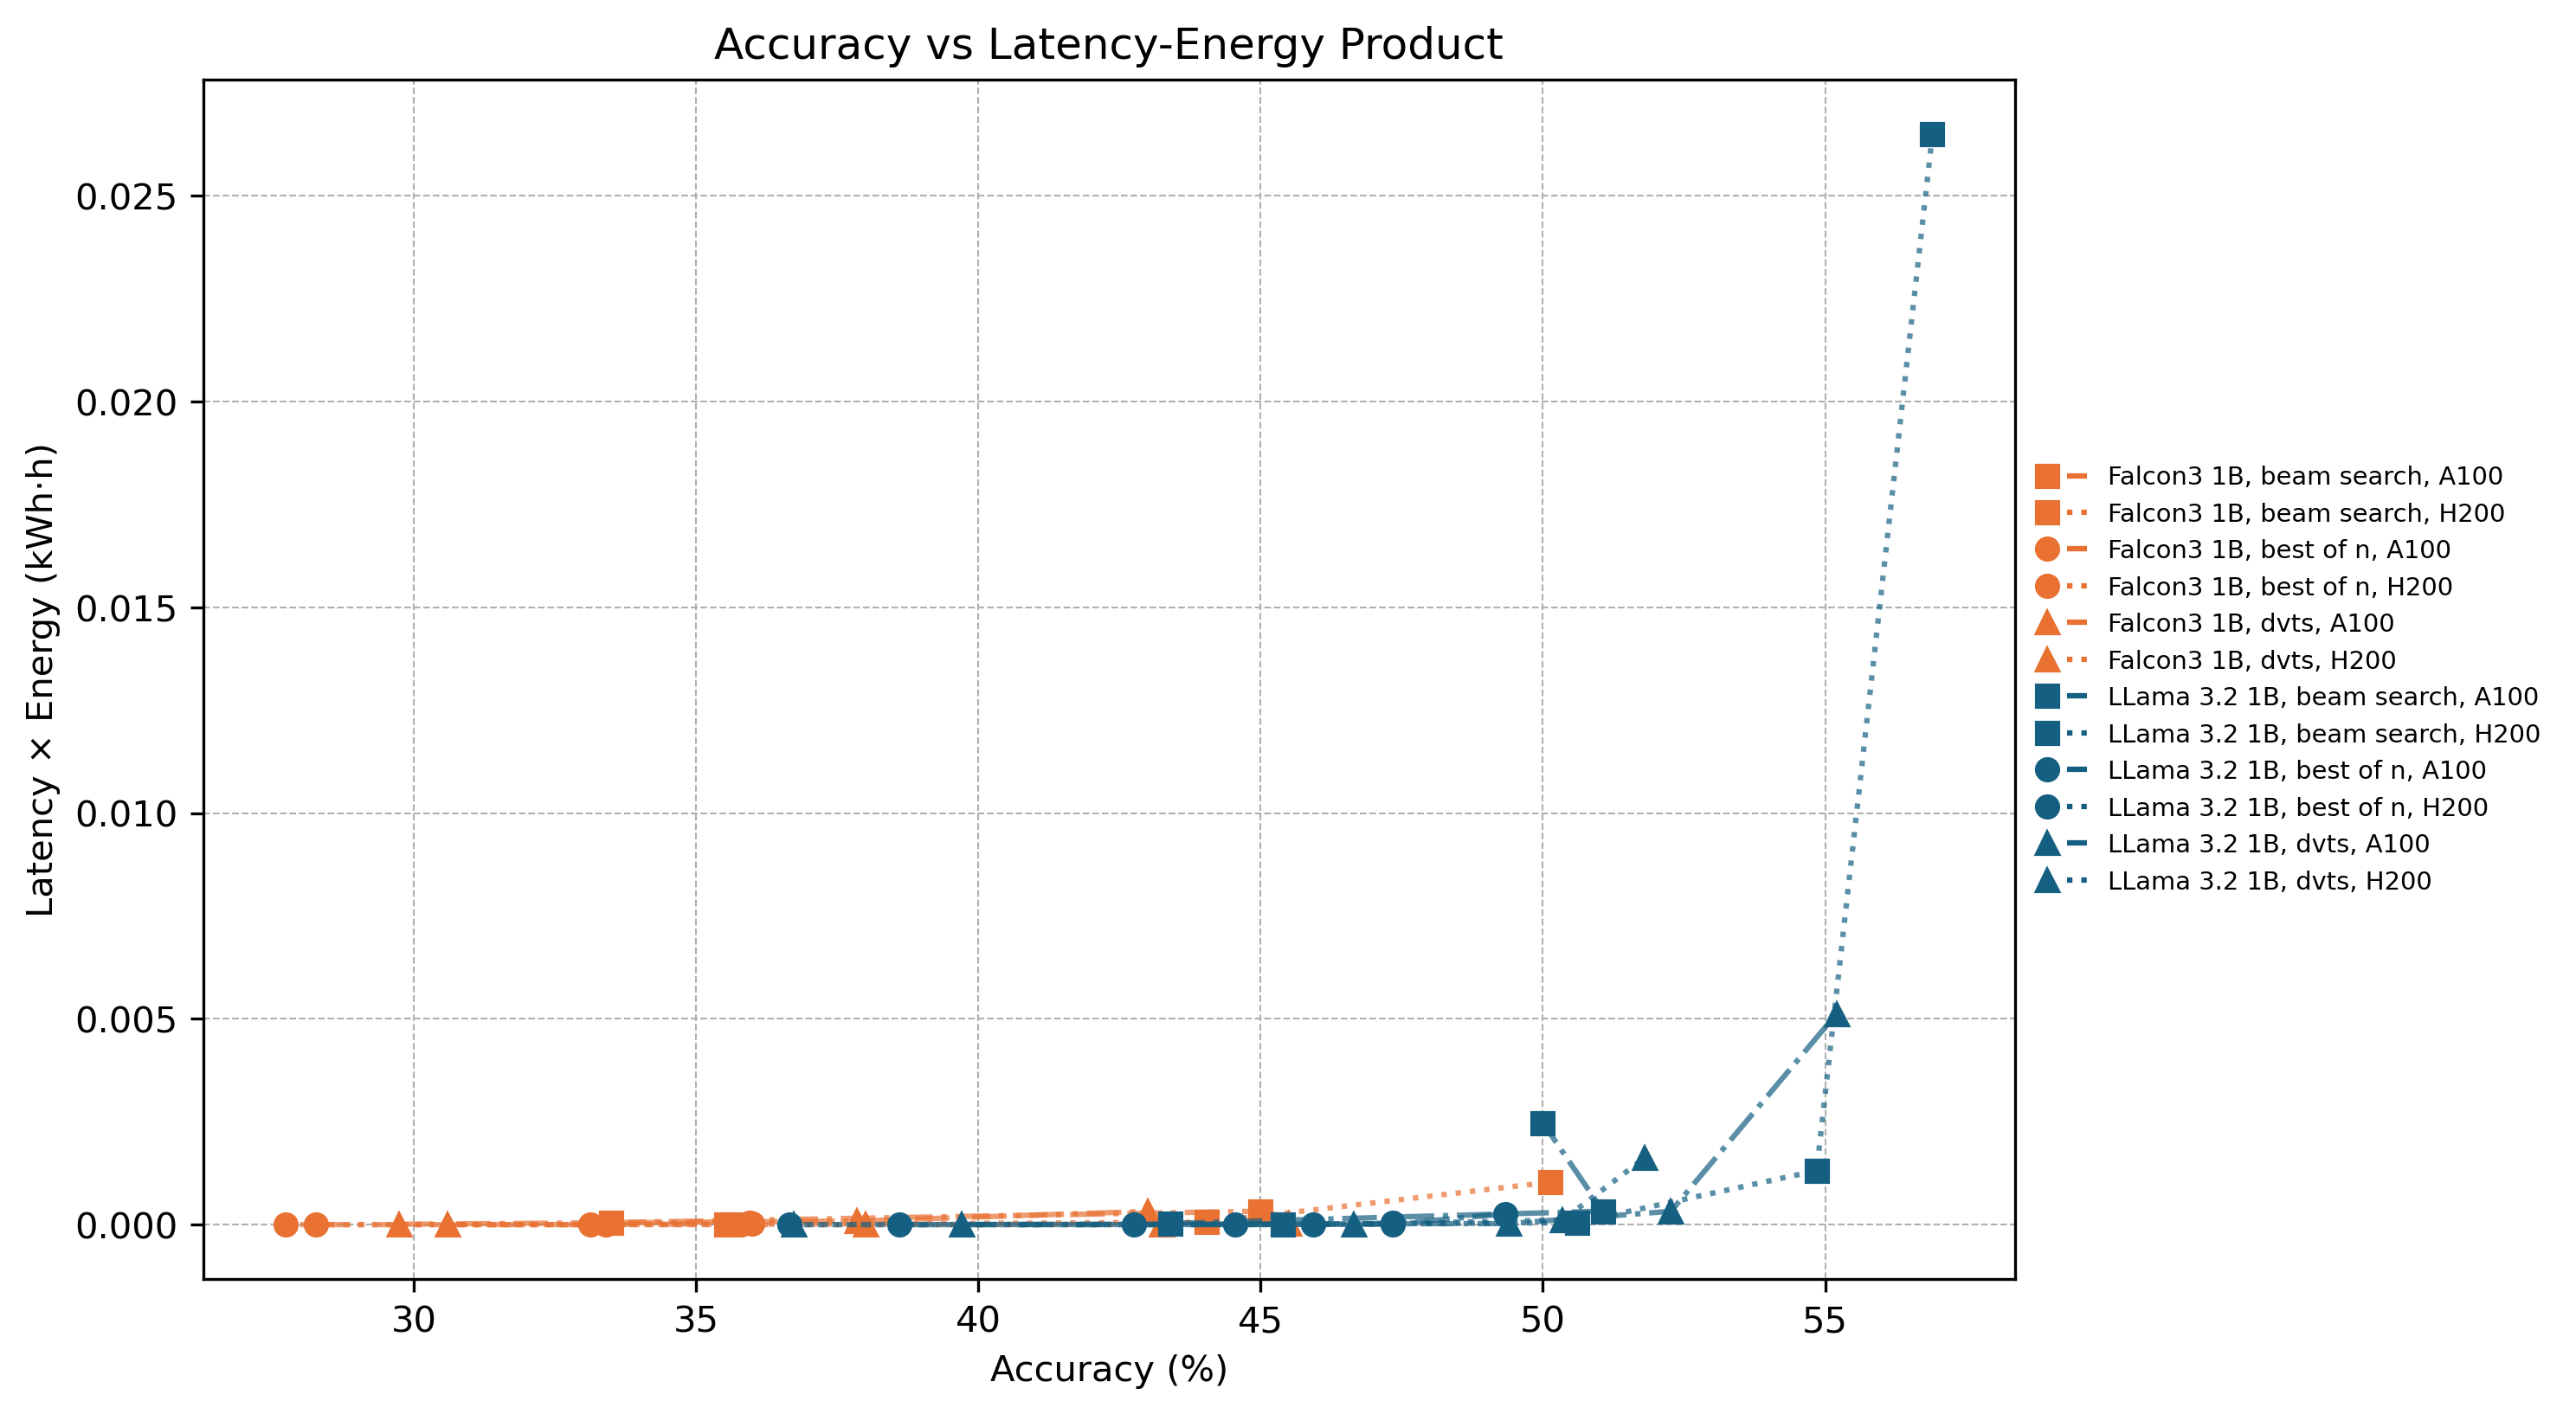 Accuracy vs Latency-Energy Product
Latency × Energy (kWh·h)
0.025
0.020
0.015
0.010
0.005
0.000
30 35 40 45 50 55
Accuracy (%)
Falcon3 1B, beam search, A100
Falcon3 1B, beam search, H200
Falcon3 1B, best of n, A100
Falcon3 1B, best of n, H200
Falcon3 1B, dvts, A100
Falcon3 1B, dvts, H200
LLama 3.2 1B, beam search, A100
LLama 3.2 1B, beam search, H200
LLama 3.2 1B, best of n, A100
LLama 3.2 1B, best of n, H200
LLama 3.2 1B, dvts, A100
LLama 3.2 1B, dvts, H200